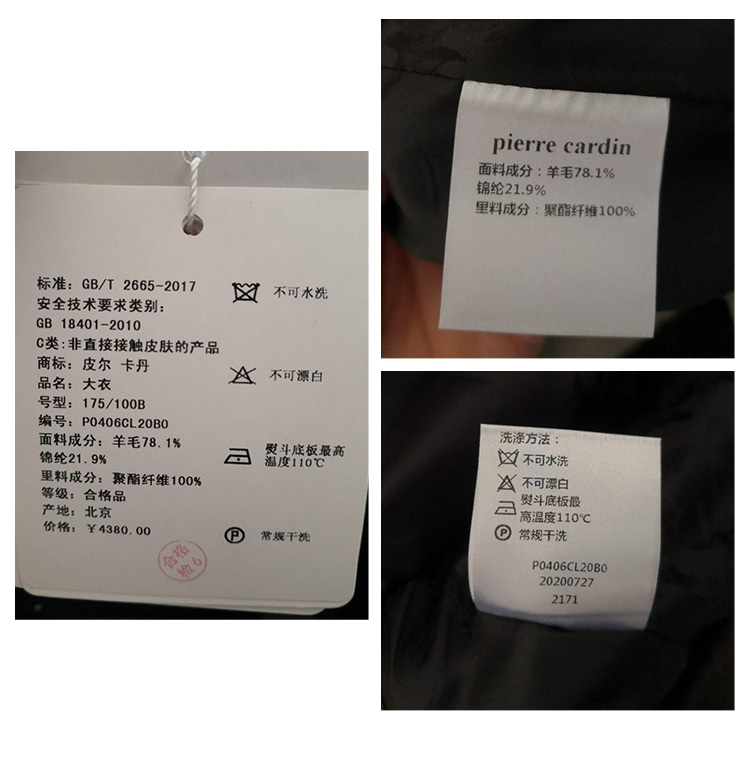 标准: GB/T 2665-2017
安全技术要求类别:
GB 18401-2010
C类:非直接接触皮肤的产品
商标: 皮尔 卡丹
品名: 大衣
号型: 175/100B
编号: P0406CL20B0
面料成分: 羊毛78.1%
锦纶21.9%
里料成分: 聚酯纤维100%
等级: 合格品
产地: 北京
价格: ￥4380.00
不可水洗
不可漂白
熨斗底板最高
温度110℃
P 常规干洗
合格
检6
pierre cardin
面料成分：羊毛78.1%
锦纶21.9%
里料成分：聚酯纤维100%
洗涤方法：
不可水洗
不可漂白
熨斗底板最
高温度110℃
P 常规干洗
P0406CL20B0
20200727
2171